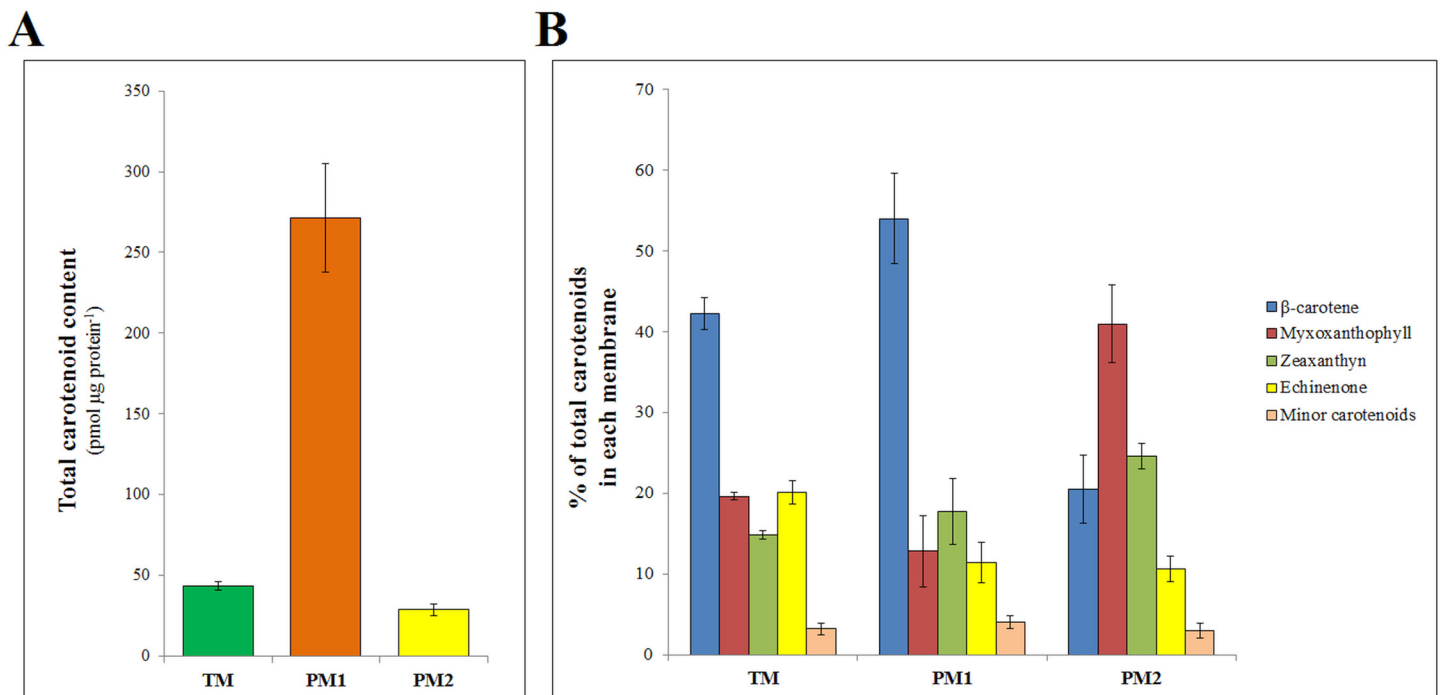 A
Total carotenoid content
(pmol μg protein⁻¹)
350
300
250
200
150
100
50
0
TM PM1 PM2
B
% of total carotenoids
in each membrane
70
60
50
40
30
20
10
0
TM PM1 PM2
β-carotene
Myxoxanthophyll
Zeaxanthyn
Echinenone
Minor carotenoids